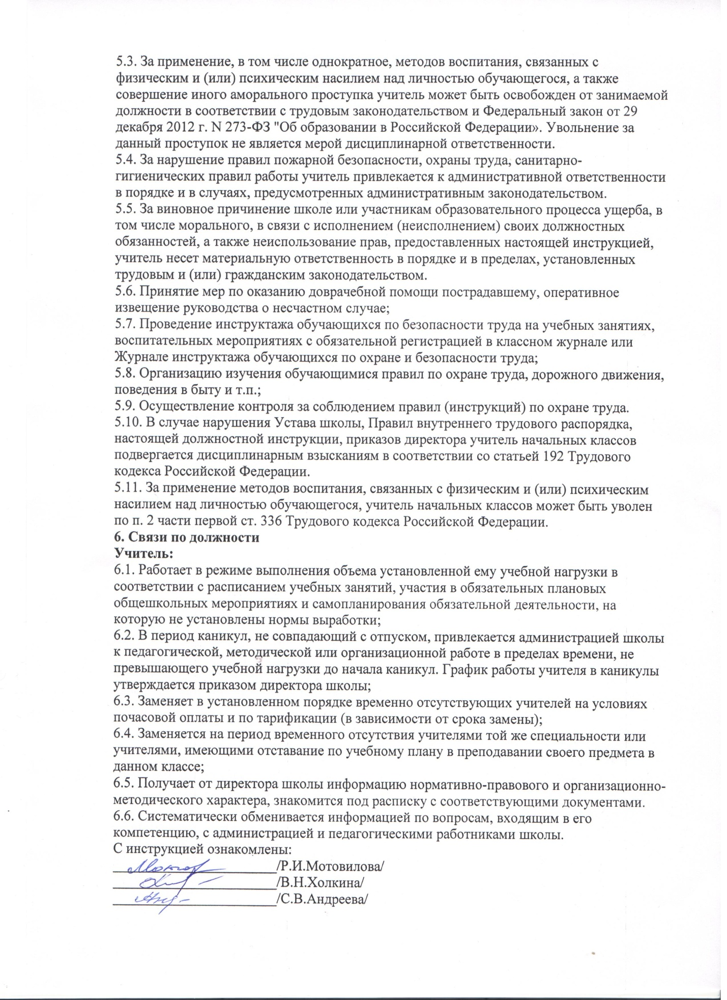 5.3. За применение, в том числе однократное, методов воспитания, связанных с
физическим и (или) психическим насилием над личностью обучающегося, а также
совершение иного аморального проступка учитель может быть освобожден от занимаемой
должности в соответствии с трудовым законодательством и Федеральный закон от 29
декабря 2012 г. N 273-ФЗ "Об образовании в Российской Федерации». Увольнение за
данный проступок не является мерой дисциплинарной ответственности.
5.4. За нарушение правил пожарной безопасности, охраны труда, санитарно-
гигиенических правил работы учитель привлекается к административной ответственности
в порядке и в случаях, предусмотренных административным законодательством.
5.5. За виновное причинение школе или участникам образовательного процесса ущерба, в
том числе морального, в связи с исполнением (неисполнением) своих должностных
обязанностей, а также неиспользование прав, предоставленных настоящей инструкцией,
учитель несет материальную ответственность в порядке и в пределах, установленных
трудовым и (или) гражданским законодательством.
5.6. Принятие мер по оказанию доврачебной помощи пострадавшему, оперативное
извещение руководства о несчастном случае;
5.7. Проведение инструктажа обучающихся по безопасности труда на учебных занятиях,
воспитательных мероприятиях с обязательной регистрацией в классном журнале или
Журнале инструктажа обучающихся по охране и безопасности труда;
5.8. Организацию изучения обучающимися правил по охране труда, дорожного движения,
поведения в быту и т.п.;
5.9. Осуществление контроля за соблюдением правил (инструкций) по охране труда.
5.10. В случае нарушения Устава школы, Правил внутреннего трудового распорядка,
настоящей должностной инструкции, приказов директора учитель начальных классов
подвергается дисциплинарным взысканиям в соответствии со статьей 192 Трудового
кодекса Российской Федерации.
5.11. За применение методов воспитания, связанных с физическим и (или) психическим
насилием над личностью обучающегося, учитель начальных классов может быть уволен
по п. 2 части первой ст. 336 Трудового кодекса Российской Федерации.
6. Связи по должности
Учитель:
6.1. Работает в режиме выполнения объема установленной ему учебной нагрузки в
соответствии с расписанием учебных занятий, участия в обязательных плановых
общешкольных мероприятиях и самопланирования обязательной деятельности, на
которую не установлены нормы выработки;
6.2. В период каникул, не совпадающий с отпуском, привлекается администрацией школы
к педагогической, методической или организационной работе в пределах времени, не
превышающего учебной нагрузки до начала каникул. График работы учителя в каникулы
утверждается приказом директора школы;
6.3. Заменяет в установленном порядке временно отсутствующих учителей на условиях
почасовой оплаты и по тарификации (в зависимости от срока замены);
6.4. Заменяется на период временного отсутствия учителями той же специальности или
учителями, имеющими отставание по учебному плану в преподавании своего предмета в
данном классе;
6.5. Получает от директора школы информацию нормативно-правового и организационно-
методического характера, знакомится под расписку с соответствующими документами.
6.6. Систематически обменивается информацией по вопросам, входящим в его
компетенцию, с администрацией и педагогическими работниками школы.
С инструкцией ознакомлены:
/Р.И.Мотовилова/
/В.Н.Холкина/
/С.В.Андреева/